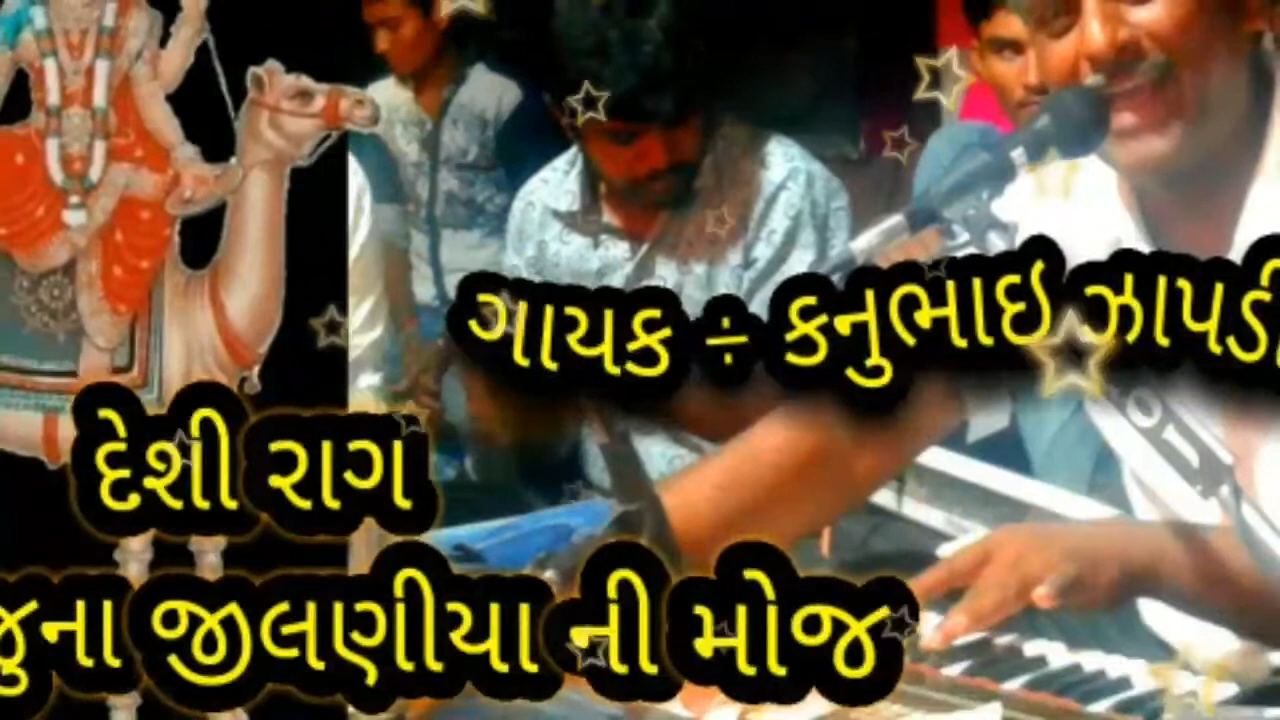 ગાયક ÷ કનુભાઇ ઝાપડી
દેશી રાગ
જુના જીલણીયા ની મોજ